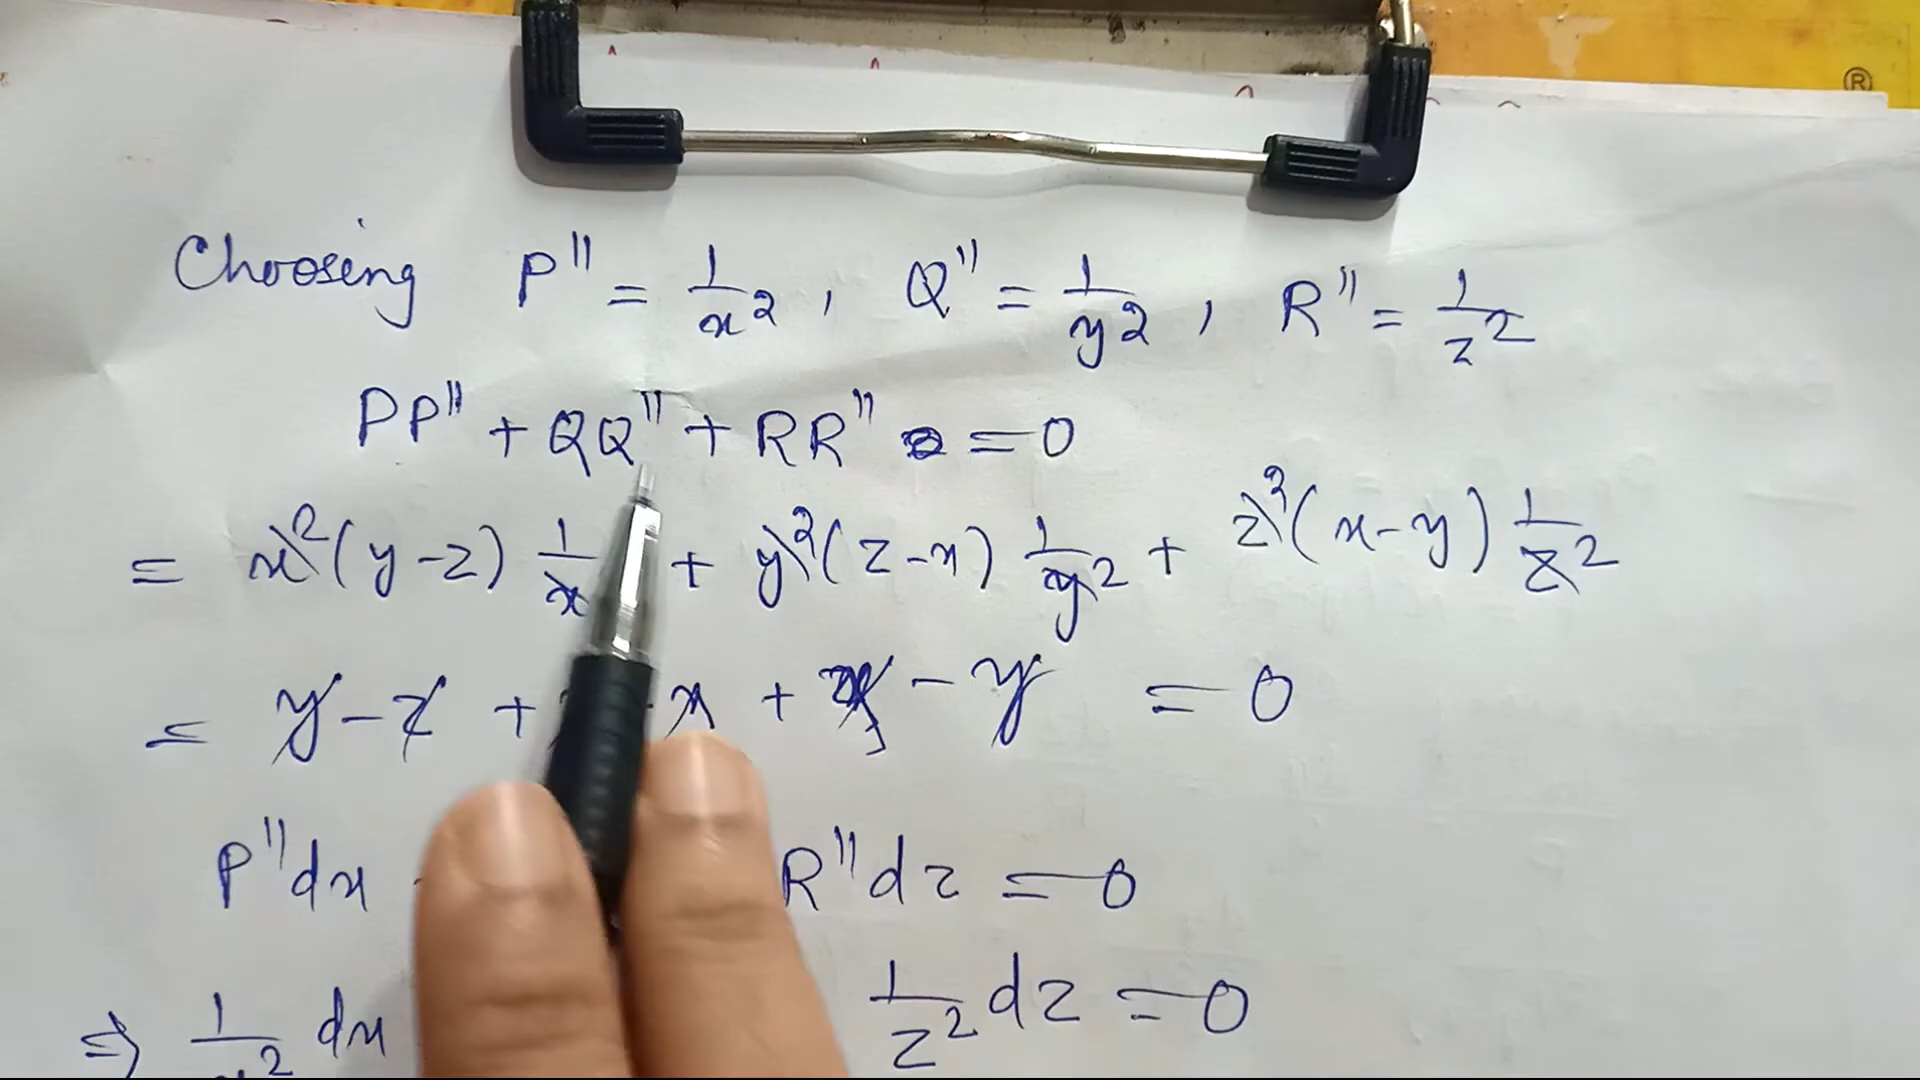 ®
Choosing P'' = 1/x², Q'' = 1/y², R'' = 1/z²
PP'' + QQ'' + RR'' = 0
= x²(y-z) 1/x + y²(z-x) 1/y² + z²(x-y) 1/z²
= y - z + x + x - y = 0
P''dx R''dz = 0
⇒ 1/x² dx 1/z² dz = 0